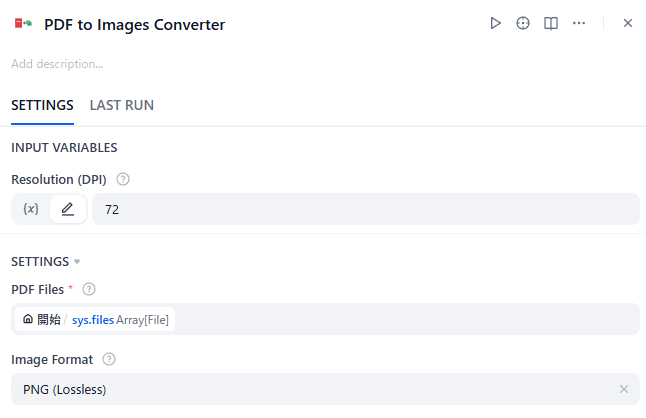 PDF to Images Converter
Add description...
SETTINGS LAST RUN
INPUT VARIABLES
Resolution (DPI) ?
{x} 72
SETTINGS
PDF Files * ?
開始 / sys.files Array[File]
Image Format ?
PNG (Lossless)